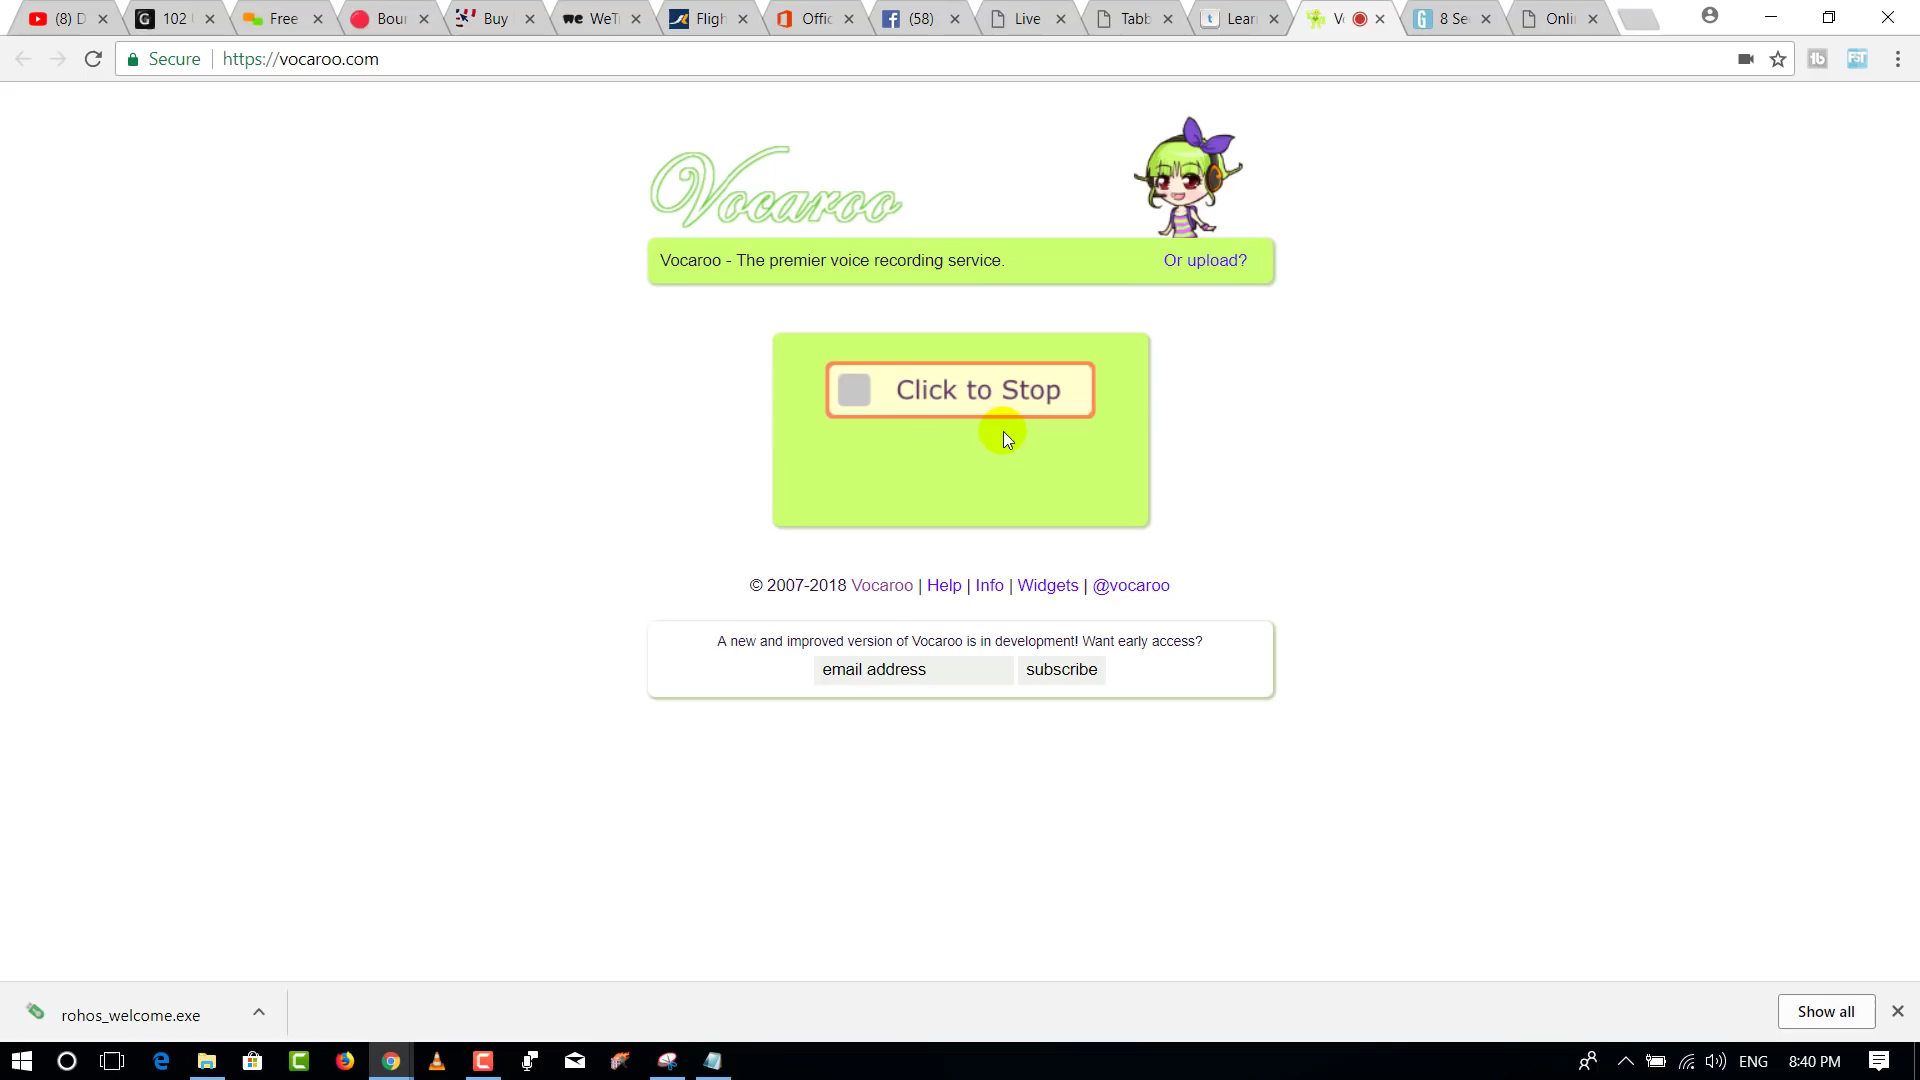 (8) D
102
Free
Bour
Buy
WeTr
Fligh
Offic
(58)
Live
Tabb
Lear
8 Se
Onli
Secure
https://vocaroo.com
Vocaroo
Vocaroo - The premier voice recording service.
Or upload?
Click to Stop
© 2007-2018 Vocaroo | Help | Info | Widgets | @vocaroo
A new and improved version of Vocaroo is in development! Want early access?
email address
subscribe
rohos_welcome.exe
Show all
ENG
8:40 PM